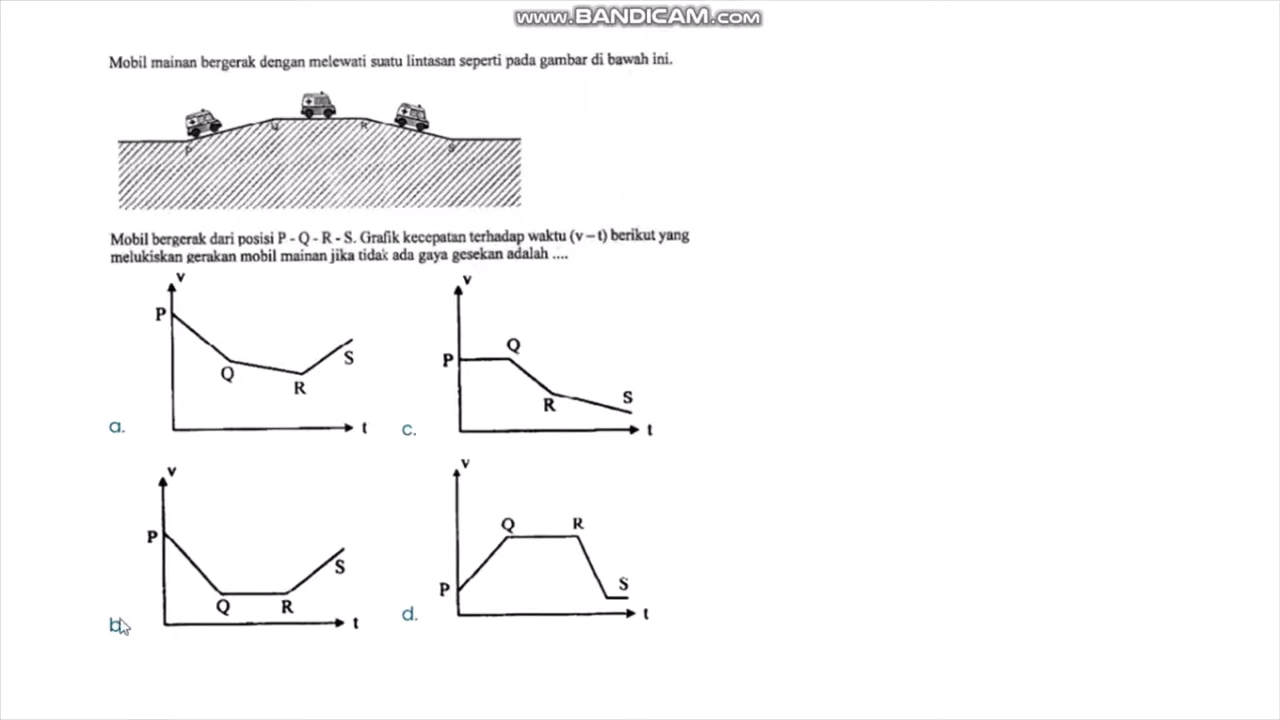 www.BANDICAM.com
Mobil mainan bergerak dengan melewati suatu lintasan seperti pada gambar di bawah ini.
P Q R S
Mobil bergerak dari posisi P - Q - R - S. Grafik kecepatan terhadap waktu (v – t) berikut yang
melukiskan gerakan mobil mainan jika tidak ada gaya gesekan adalah ....
a.
v
P
Q
R
S
t
c.
v
P
Q
R
S
t
b.
v
P
Q
R
S
t
d.
v
P
Q
R
S
t